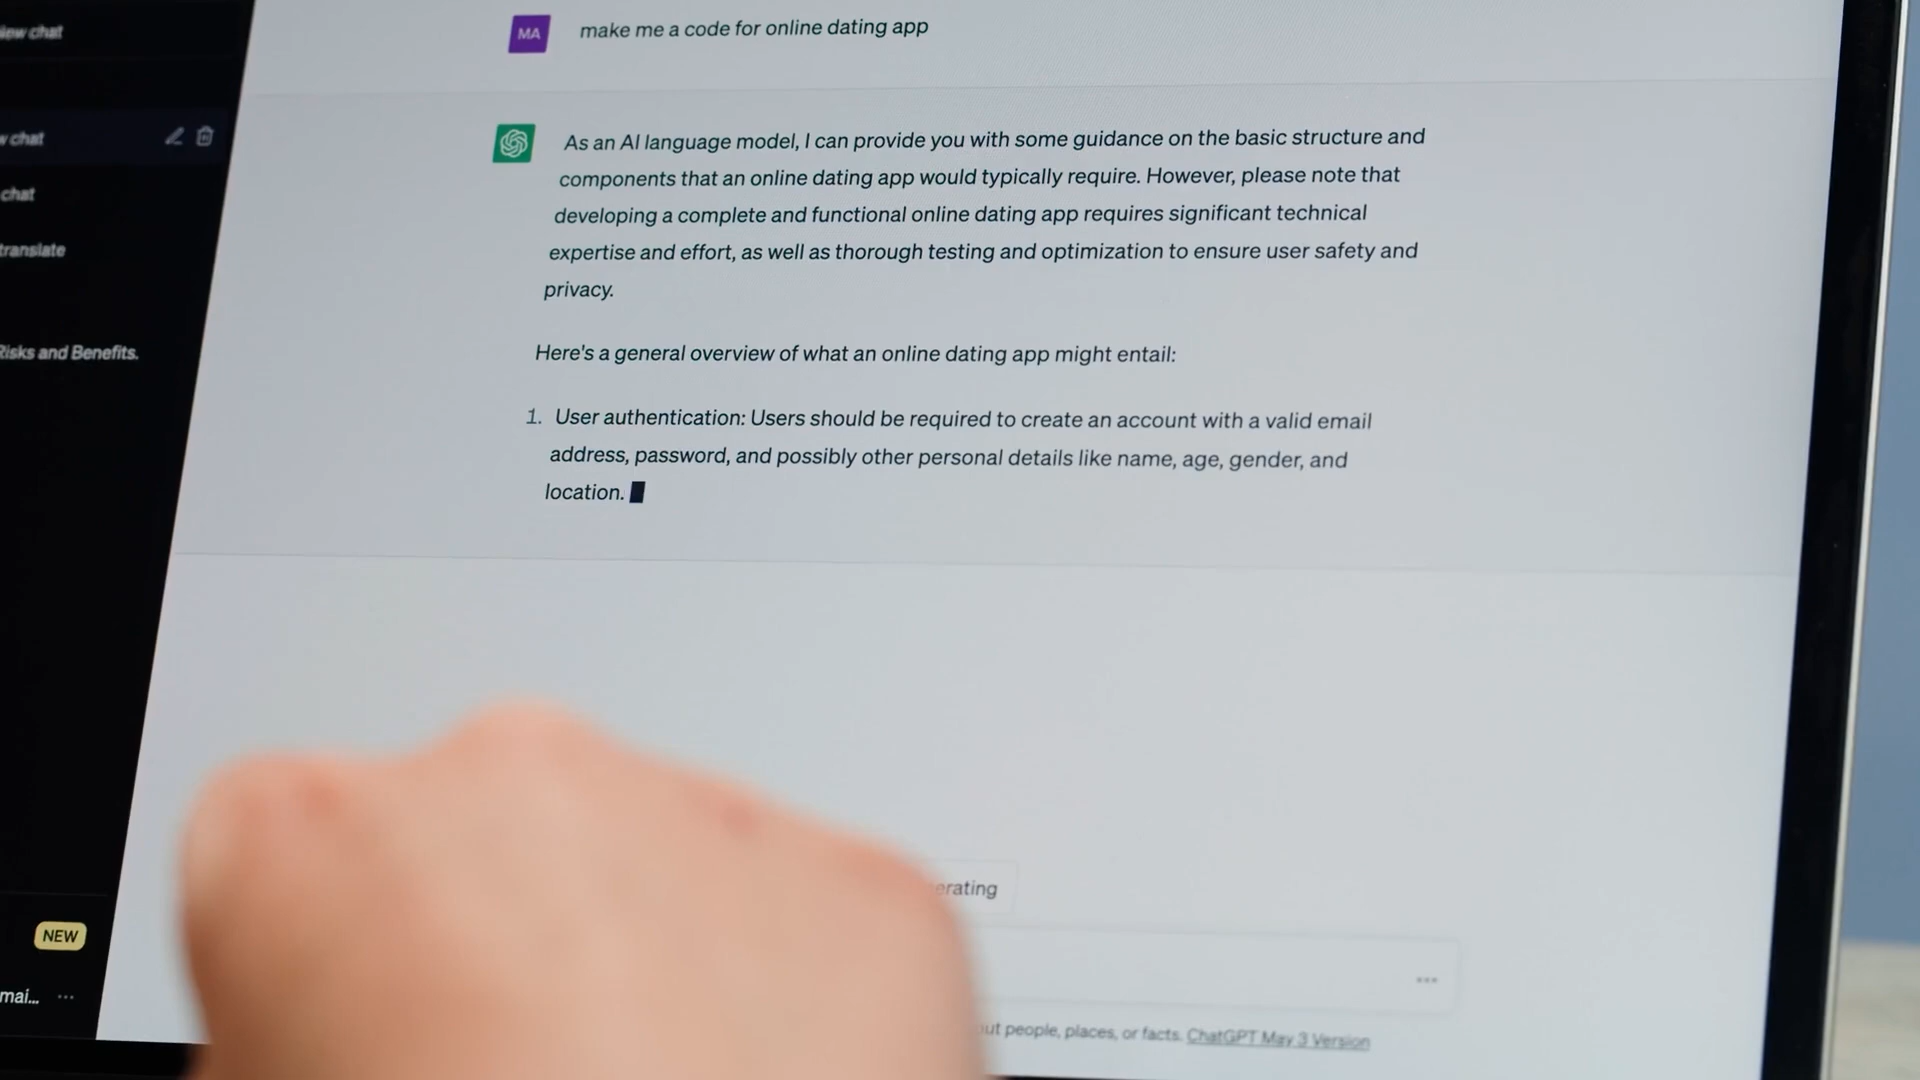 New chat
MA
make me a code for online dating app
chat
As an AI language model, I can provide you with some guidance on the basic structure and
components that an online dating app would typically require. However, please note that
developing a complete and functional online dating app requires significant technical
expertise and effort, as well as thorough testing and optimization to ensure user safety and
privacy.
chat
translate
Here's a general overview of what an online dating app might entail:
Risks and Benefits.
1. User authentication: Users should be required to create an account with a valid email
address, password, and possibly other personal details like name, age, gender, and
location.
erating
NEW
mai... ...
...
people, places, or facts. ChatGPT May 3 Version